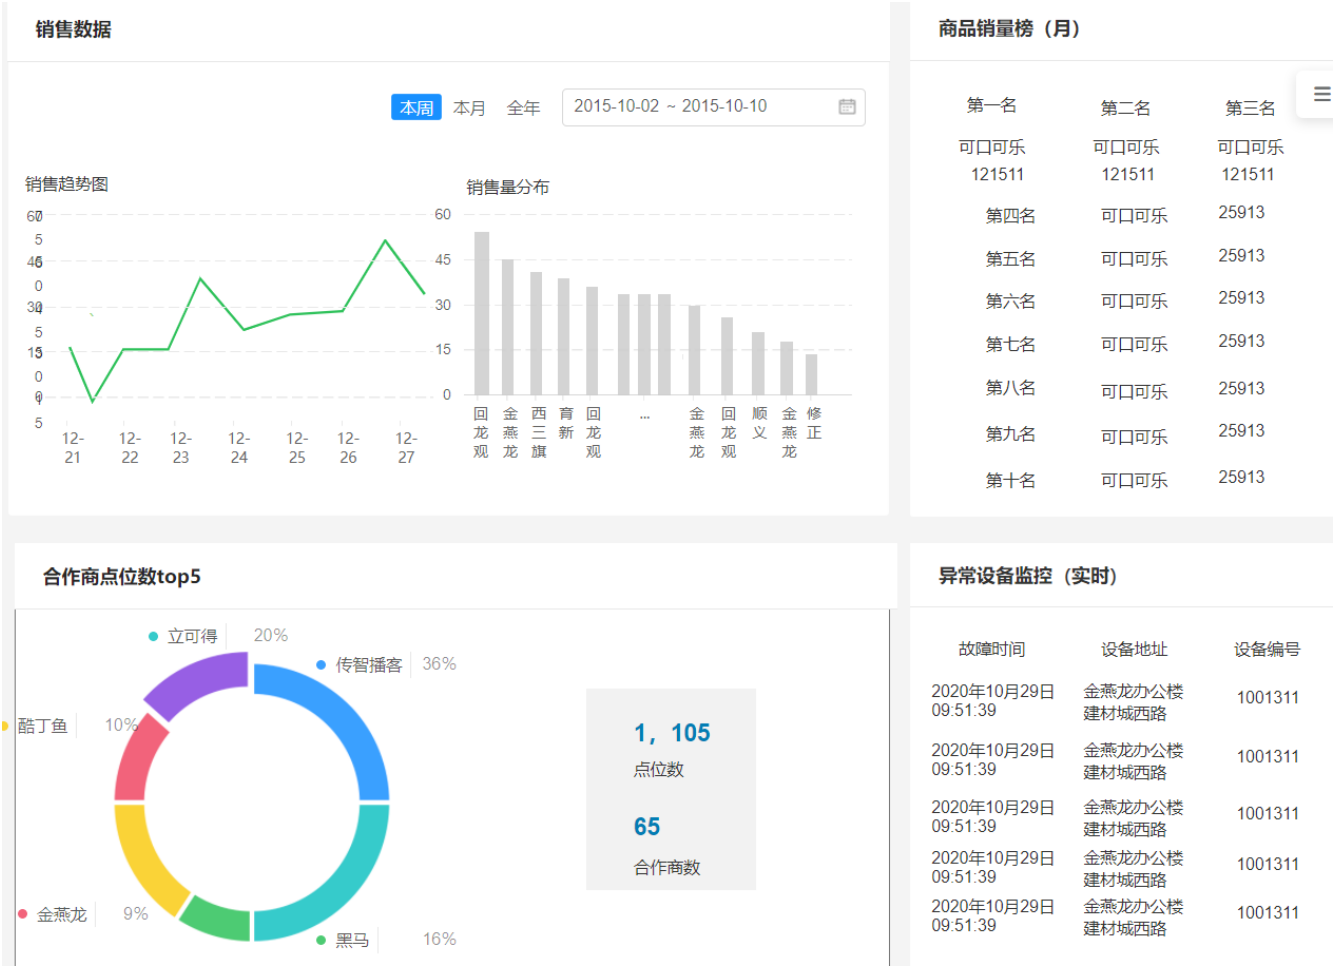 销售数据
本周 本月 全年 2015-10-02 ~ 2015-10-10
销售趋势图
60
5
45
0
30
5
15
0
0
5
12-21 12-22 12-23 12-24 12-25 12-26 12-27
销售量分布
60
45
30
15
0
回龙观 金燕龙 西三旗 育新 回龙观 ... 金燕龙 回龙观 顺义 金燕龙 修正
商品销量榜（月）
第一名 第二名 第三名
可口可乐 可口可乐 可口可乐
121511 121511 121511
第四名 可口可乐 25913
第五名 可口可乐 25913
第六名 可口可乐 25913
第七名 可口可乐 25913
第八名 可口可乐 25913
第九名 可口可乐 25913
第十名 可口可乐 25913
合作商点位数top5
立可得 20%
传智播客 36%
酷丁鱼 10%
金燕龙 9%
黑马 16%
1，105
点位数
65
合作商数
异常设备监控（实时）
故障时间 设备地址 设备编号
2020年10月29日 金燕龙办公楼 1001311
09:51:39 建材城西路
2020年10月29日 金燕龙办公楼 1001311
09:51:39 建材城西路
2020年10月29日 金燕龙办公楼 1001311
09:51:39 建材城西路
2020年10月29日 金燕龙办公楼 1001311
09:51:39 建材城西路
2020年10月29日 金燕龙办公楼 1001311
09:51:39 建材城西路